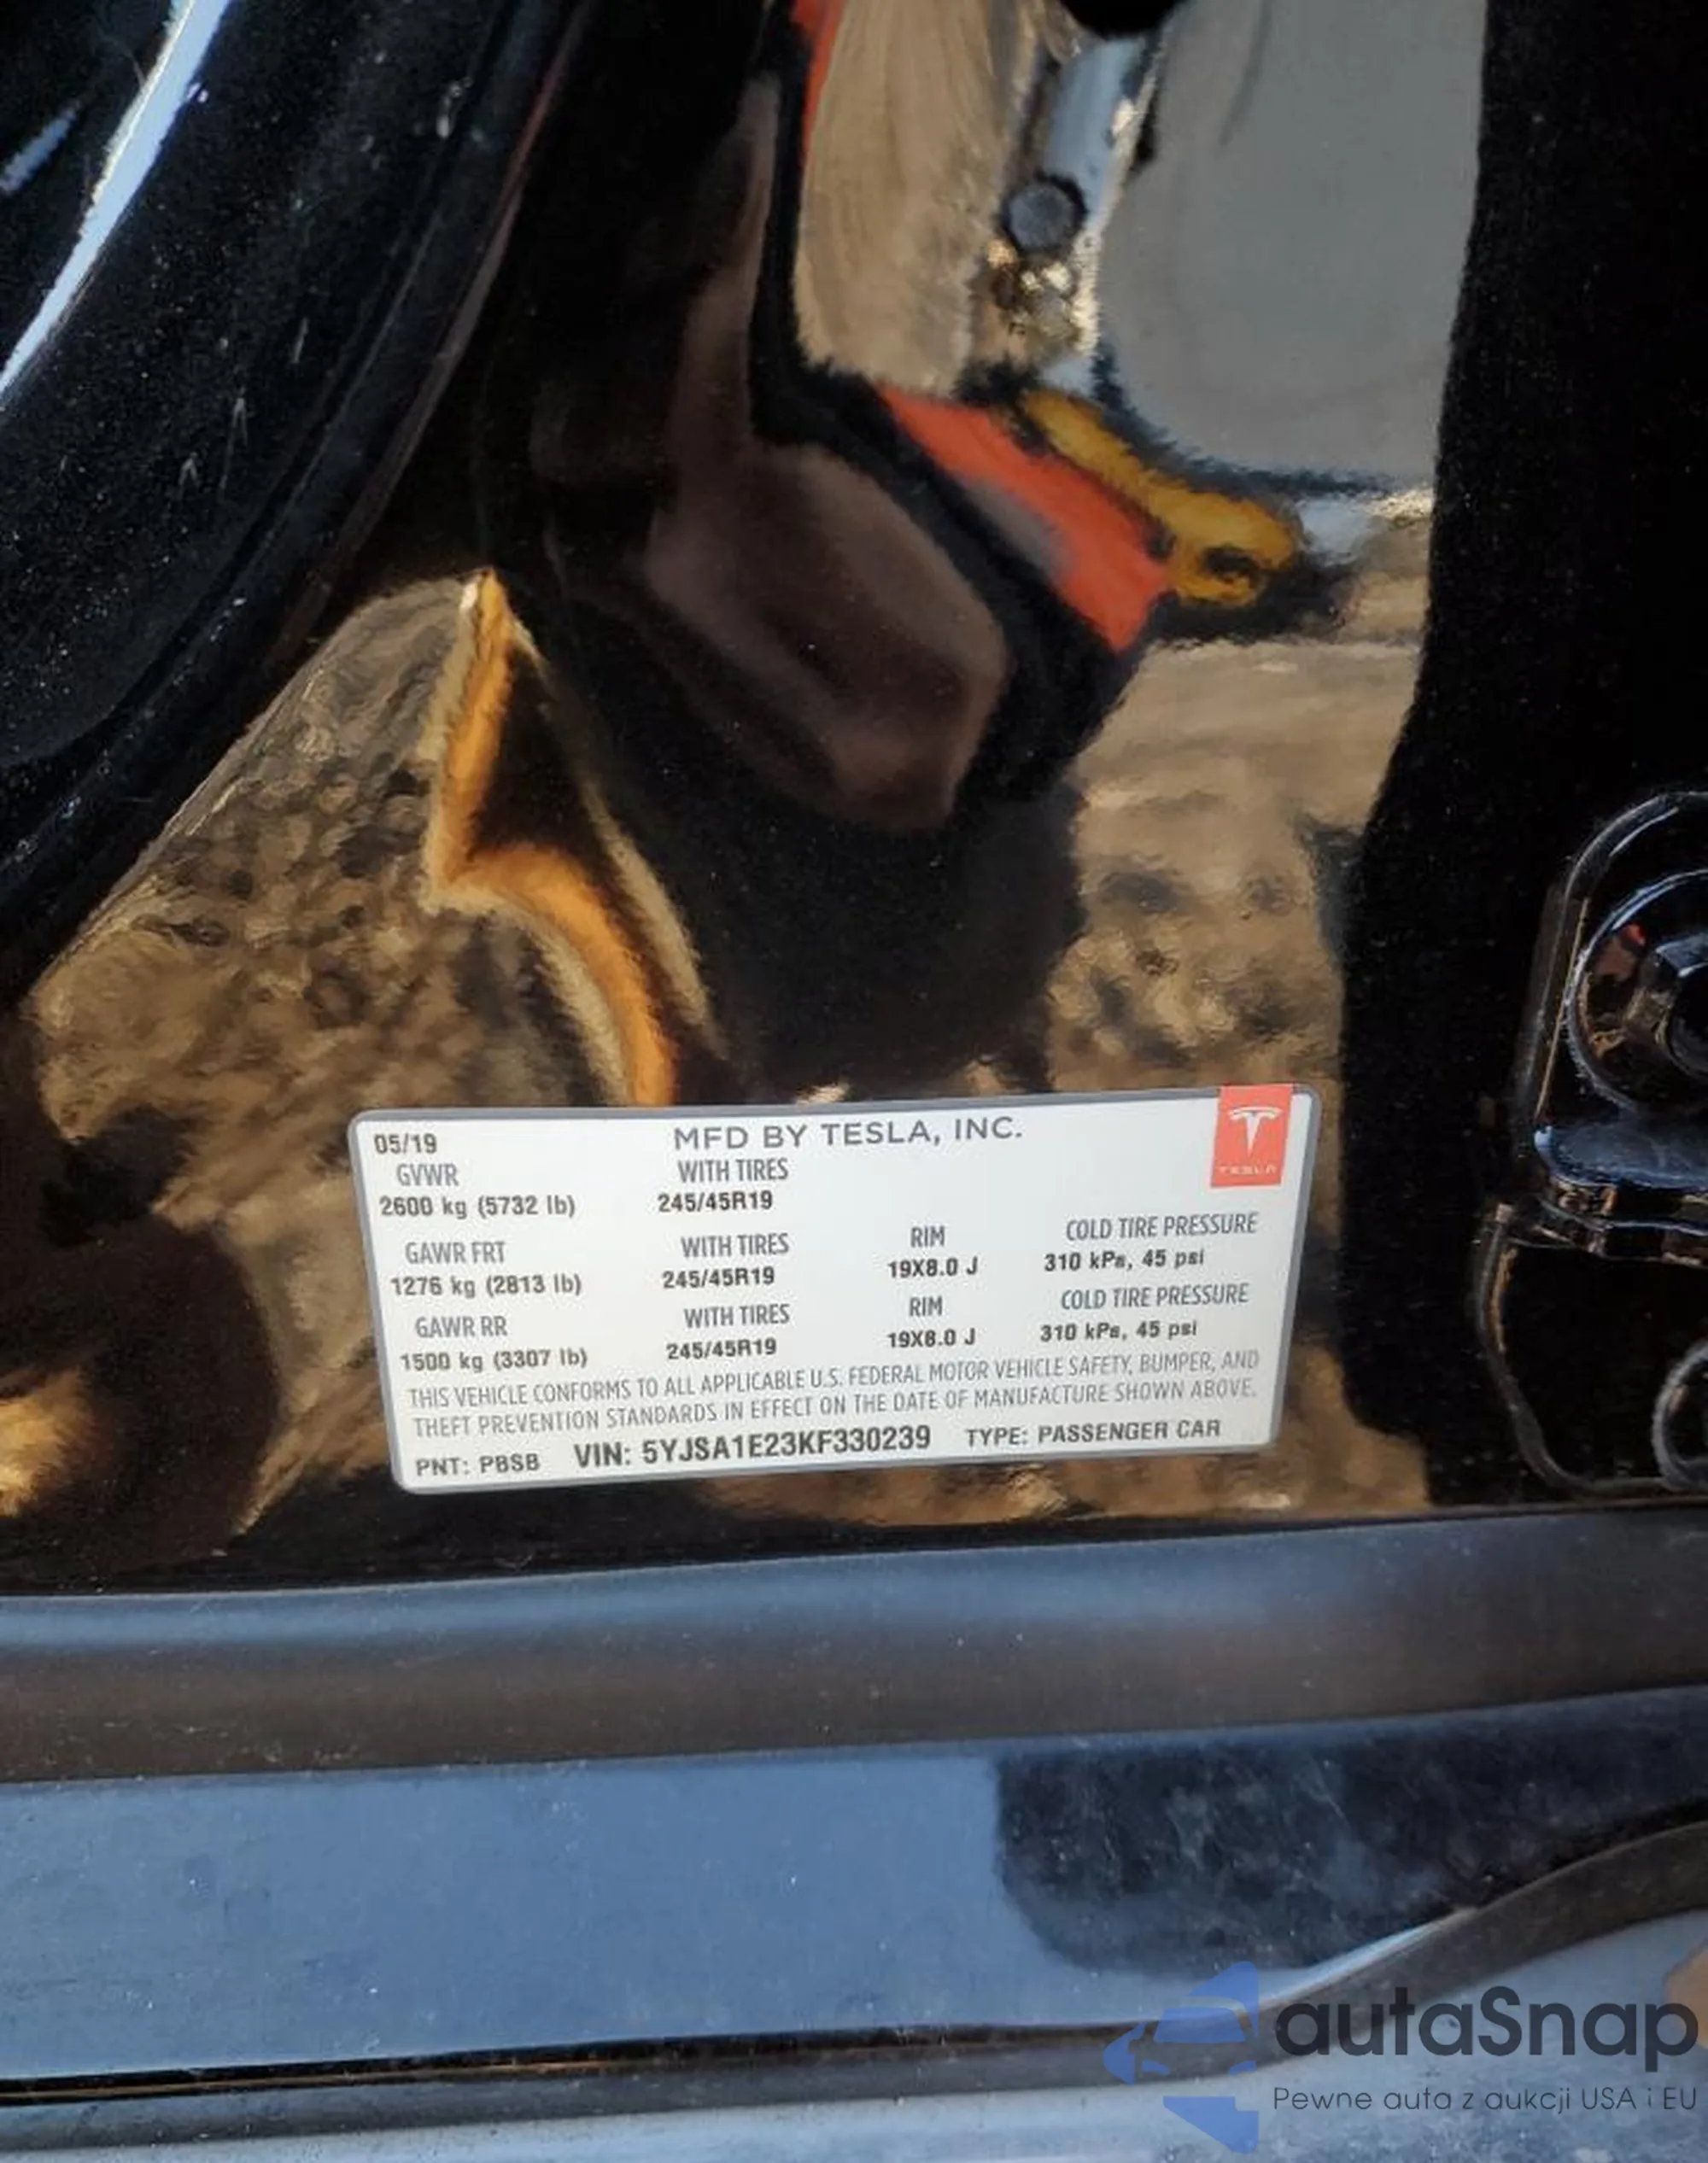 05/19 MFD BY TESLA, INC.
TESLA
GVWR WITH TIRES
2600 kg (5732 lb) 245/45R19
GAWR FRT WITH TIRES RIM COLD TIRE PRESSURE
1276 kg (2813 lb) 245/45R19 19X8.0 J 310 kPa, 45 psi
GAWR RR WITH TIRES RIM COLD TIRE PRESSURE
1500 kg (3307 lb) 245/45R19 19X8.0 J 310 kPa, 45 psi
THIS VEHICLE CONFORMS TO ALL APPLICABLE U.S. FEDERAL MOTOR VEHICLE SAFETY, BUMPER, AND
THEFT PREVENTION STANDARDS IN EFFECT ON THE DATE OF MANUFACTURE SHOWN ABOVE.
PNT: PBSB VIN: 5YJSA1E23KF330239 TYPE: PASSENGER CAR
autaSnap
Pewne auta z aukcji USA i EU